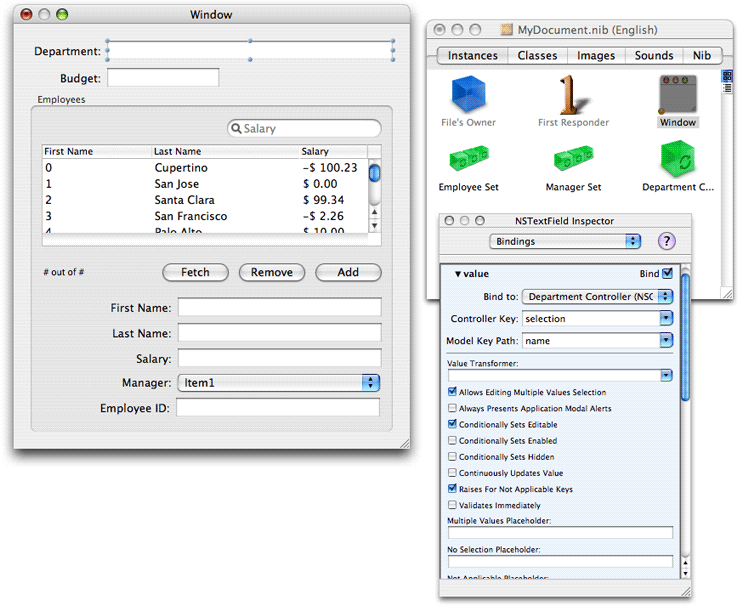 Window
Department:
Budget:
Employees
Salary
First Name Last Name Salary
0 Cupertino -$ 100.23
1 San Jose $ 0.00
2 Santa Clara $ 99.34
3 San Francisco -$ 2.26
4 Palo Alto $ 10.00
# out of # Fetch Remove Add
First Name:
Last Name:
Salary:
Manager: Item1
Employee ID:
MyDocument.nib (English)
Instances Classes Images Sounds Nib
File's Owner First Responder Window
Employee Set Manager Set Department C...
NSTextField Inspector
Bindings ?
▼ value Bind
Bind to: Department Controller (NSO
Controller Key: selection
Model Key Path: name
Value Transformer:
Allows Editing Multiple Values Selection
Always Presents Application Modal Alerts
Conditionally Sets Editable
Conditionally Sets Enabled
Conditionally Sets Hidden
Continuously Updates Value
Raises For Not Applicable Keys
Validates Immediately
Multiple Values Placeholder:
No Selection Placeholder:
Not Applicable Placeholder: